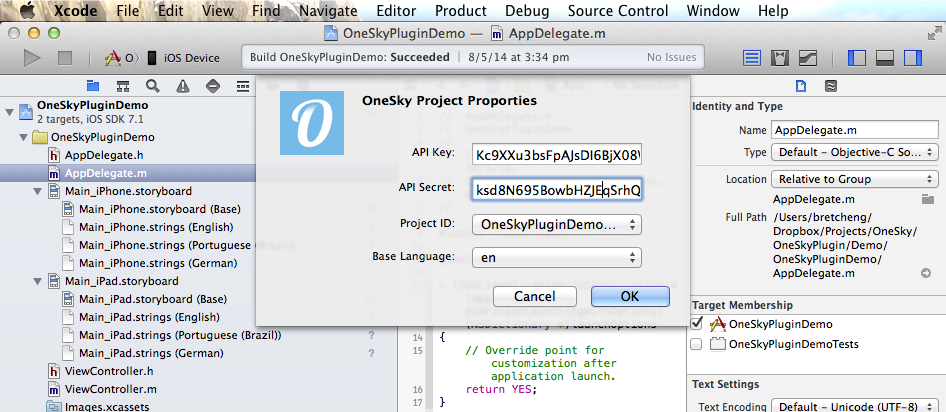 Xcode File Edit View Find Navigate Editor Product Debug Source Control Window Help
OneSkyPluginDemo — AppDelegate.m
iOS Device
Build OneSkyPluginDemo: Succeeded | 8/5/14 at 3:34 pm No Issues
No Selection
OneSkyPluginDemo
2 targets, iOS SDK 7.1
OneSkyPluginDemo
AppDelegate.h
AppDelegate.m
Main_iPhone.storyboard
Main_iPhone.storyboard (Base)
Main_iPhone.strings (English)
Main_iPhone.strings (Portuguese (Brazil))
Main_iPhone.strings (German)
Main_iPad.storyboard
Main_iPad.storyboard (Base)
Main_iPad.strings (English)
Main_iPad.strings (Portuguese (Brazil)) ?
Main_iPad.strings (German) ?
ViewController.h
ViewController.m
Images.xcassets
O
OneSky Project Proporties
API Key: Kc9XXu3bsFpAJsDI6BjX08
API Secret: ksd8N695BowbHZJEqSrhQ
Project ID: OneSkyPluginDemo...
Base Language: en
Cancel OK
14 {
15 // Override point for
customization after
application launch.
16 return YES;
17 }
Identity and Type
Name AppDelegate.m
Type Default - Objective-C So...
Location Relative to Group
AppDelegate.m
Full Path /Users/bretcheng/
Dropbox/Projects/OneSky/
OneSkyPlugin/Demo/
OneSkyPluginDemo/
AppDelegate.m
Target Membership
OneSkyPluginDemo
OneSkyPluginDemoTests
Text Settings
Text Encoding Default - Unicode (UTF-8)